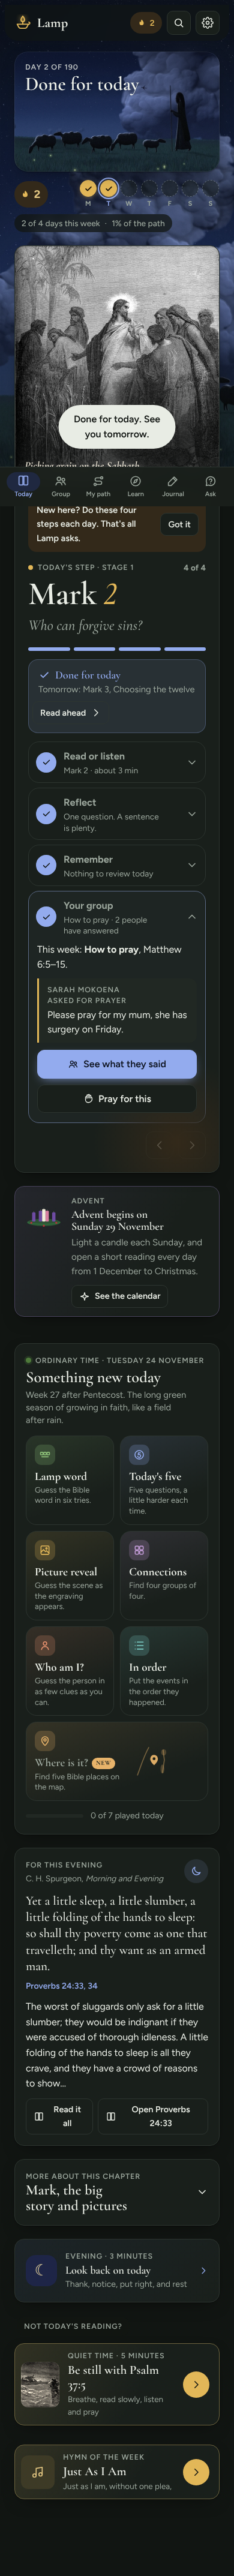 Lamp
2
DAY 2 OF 190
Done for today
2
M T W T F S S
2 of 4 days this week · 1% of the path
Done for today. See
you tomorrow.
Picking grain on the Sabbath
Today Group My path Learn Journal Ask
New here? Do these four
steps each day. That's all
Lamp asks.
Got it
TODAY'S STEP · STAGE 1
4 of 4
Mark 2
Who can forgive sins?
Done for today
Tomorrow: Mark 3, Choosing the twelve
Read ahead
Read or listen
Mark 2 · about 3 min
Reflect
One question. A sentence
is plenty.
Remember
Nothing to review today
Your group
How to pray · 2 people
have answered
This week: How to pray, Matthew
6:5–15.
SARAH MOKOENA
ASKED FOR PRAYER
Please pray for my mum, she has
surgery on Friday.
See what they said
Pray for this
ADVENT
Advent begins on
Sunday 29 November
Light a candle each Sunday, and
open a short reading every day
from 1 December to Christmas.
See the calendar
ORDINARY TIME · TUESDAY 24 NOVEMBER
Something new today
Week 27 after Pentecost. The long green
season of growing in faith, like a field
after rain.
Lamp word
Guess the Bible
word in six tries.
Today's five
Five questions, a
little harder each
time.
Picture reveal
Guess the scene as
the engraving
appears.
Connections
Find four groups of
four.
Who am I?
Guess the person in
as few clues as you
can.
In order
Put the events in
the order they
happened.
Where is it? NEW
Find five Bible places on
the map.
0 of 7 played today
FOR THIS EVENING
C. H. Spurgeon, Morning and Evening
Yet a little sleep, a little slumber, a
little folding of the hands to sleep:
so shall thy poverty come as one that
travelleth; and thy want as an armed
man.
Proverbs 24:33, 34
The worst of sluggards only ask for a little
slumber; they would be indignant if they
were accused of thorough idleness. A little
folding of the hands to sleep is all they
crave, and they have a crowd of reasons
to show...
Read it
all
Open Proverbs
24:33
MORE ABOUT THIS CHAPTER
Mark, the big
story and pictures
EVENING · 3 MINUTES
Look back on today
Thank, notice, put right, and rest
NOT TODAY'S READING?
QUIET TIME · 5 MINUTES
Be still with Psalm
37:5
Breathe, read slowly, listen
and pray
HYMN OF THE WEEK
Just As I Am
Just as I am, without one plea,